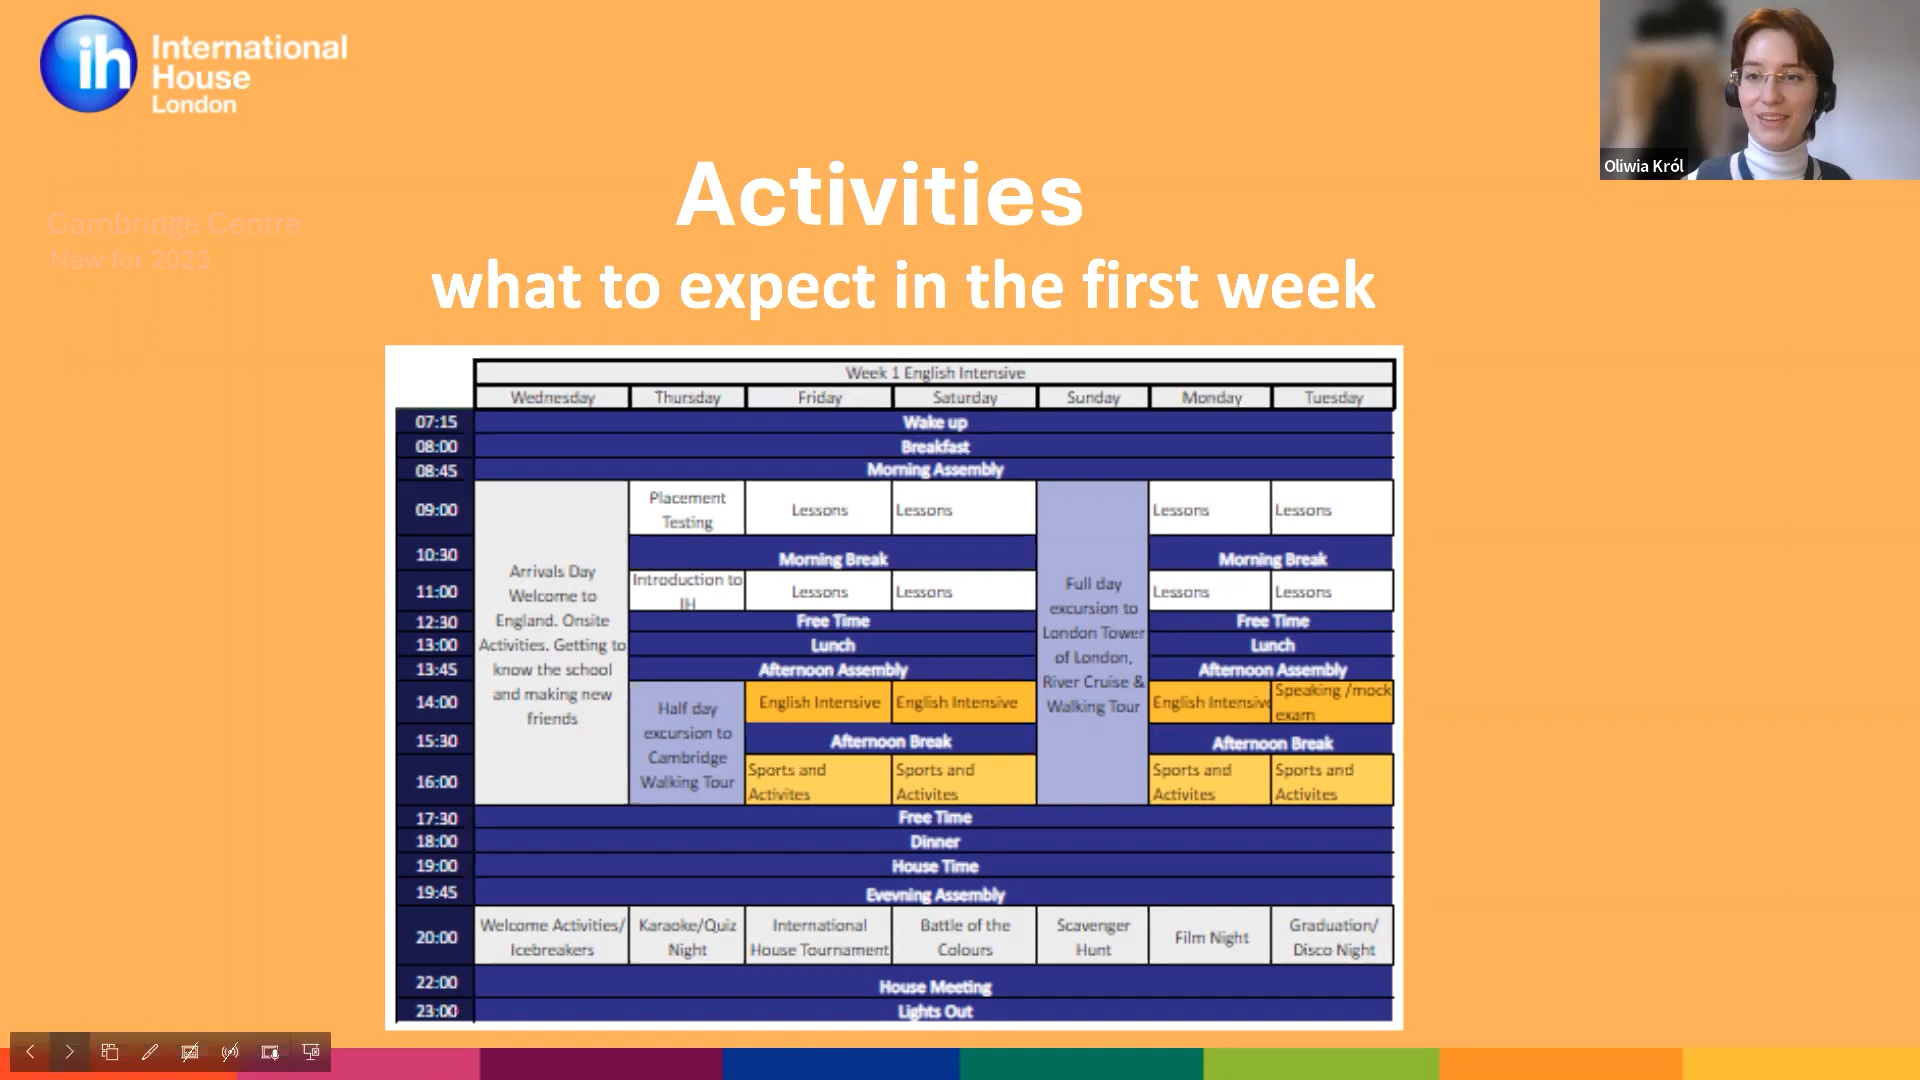 ih
International
House
London
Oliwia Król
Cambridge Centre
New for 2023
Activities
what to expect in the first week
Week 1 English Intensive
Wednesday Thursday Friday Saturday Sunday Monday Tuesday
07:15 Wake up
08:00 Breakfast
08:45 Morning Assembly
09:00
Arrivals Day
Welcome to
England. Onsite
Activities. Getting to
know the school
and making new
friends
Placement
Testing
Lessons
Lessons
Full day
excursion to
London Tower
of London,
River Cruise &
Walking Tour
Lessons
Lessons
10:30 Morning Break Morning Break
11:00
Introduction to
IH
Lessons
Lessons
Lessons
Lessons
12:30 Free Time Free Time
13:00 Lunch Lunch
13:45 Afternoon Assembly Afternoon Assembly
14:00
Half day
excursion to
Cambridge
Walking Tour
English Intensive
English Intensive
English Intensive
Speaking /mock
exam
15:30 Afternoon Break Afternoon Break
16:00
Sports and
Activites
Sports and
Activites
Sports and
Activites
Sports and
Activites
17:30 Free Time
18:00 Dinner
19:00 House Time
19:45 Evevning Assembly
20:00
Welcome Activities/
Icebreakers
Karaoke/Quiz
Night
International
House Tournament
Battle of the
Colours
Scavenger
Hunt
Film Night
Graduation/
Disco Night
22:00 House Meeting
23:00 Lights Out